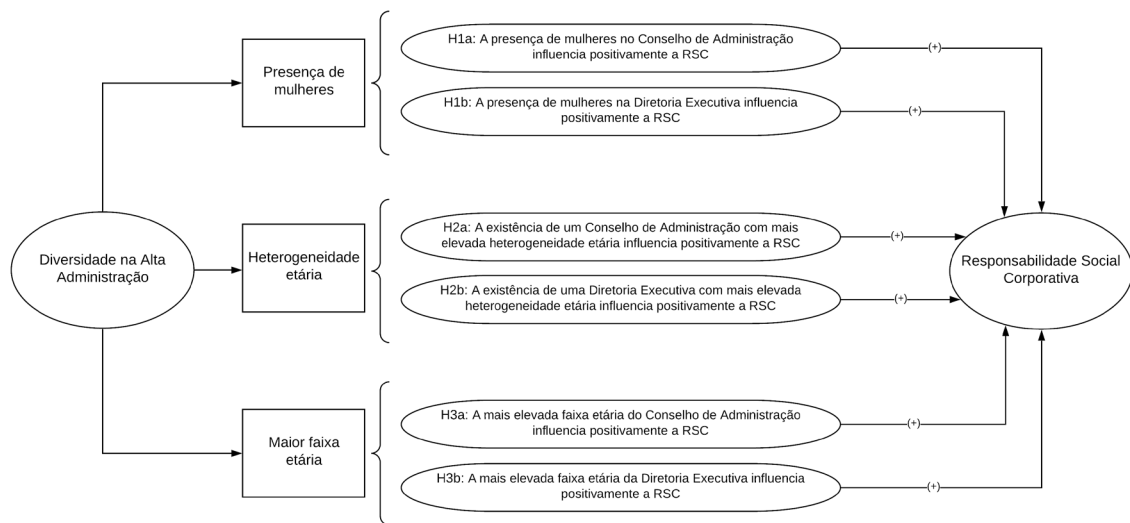 H1a: A presença de mulheres no Conselho de Administração
influencia positivamente a RSC
(+)
Presença de
mulheres
H1b: A presença de mulheres na Diretoria Executiva influencia
positivamente a RSC
(+)
Diversidade na Alta
Administração
Heterogeneidade
etária
H2a: A existência de um Conselho de Administração com mais
elevada heterogeneidade etária influencia positivamente a RSC
(+)
H2b: A existência de uma Diretoria Executiva com mais elevada
heterogeneidade etária influencia positivamente a RSC
(+)
Responsabilidade Social
Corporativa
Maior faixa
etária
H3a: A mais elevada faixa etária do Conselho de Administração
influencia positivamente a RSC
(+)
H3b: A mais elevada faixa etária da Diretoria Executiva influencia
positivamente a RSC
(+)